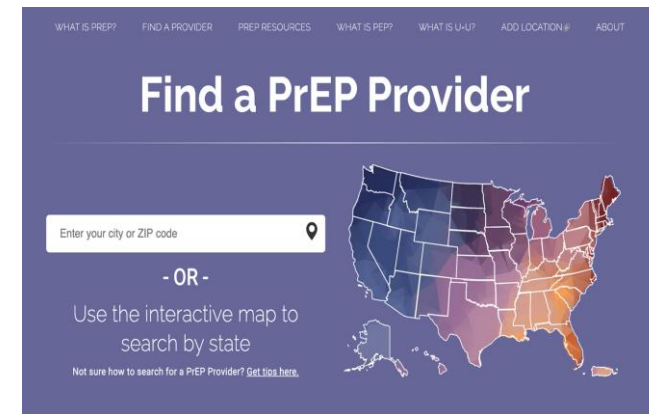 WHAT IS PREP? FIND A PROVIDER PREP RESOURCES WHAT IS PEP? WHAT IS U=U? ADD LOCATION ABOUT
Find a PrEP Provider
Enter your city or ZIP code
- OR -
Use the interactive map to
search by state
Not sure how to search for a PrEP Provider? Get tips here.